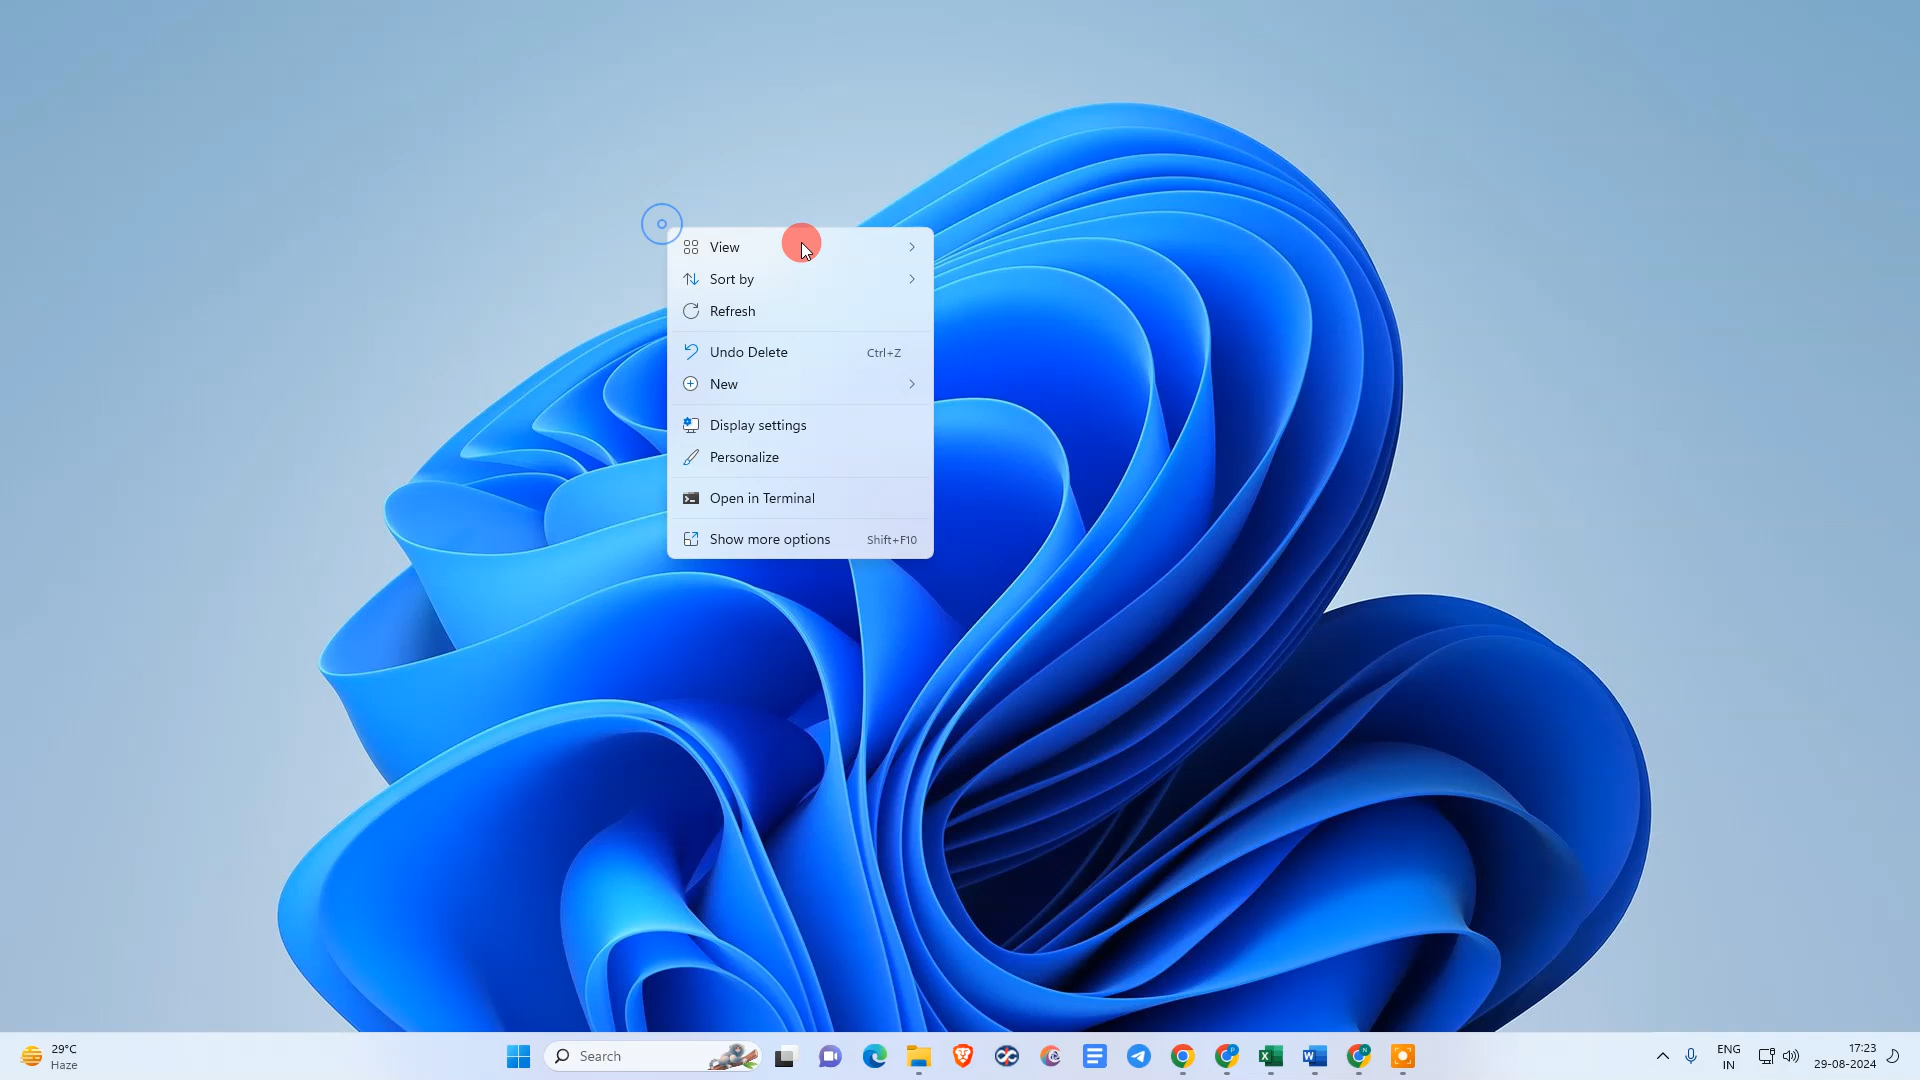 View
Sort by
Refresh
Undo Delete Ctrl+Z
New
Display settings
Personalize
Open in Terminal
Show more options Shift+F10
29°C
Haze
Search
ENG
IN
17:23
29-08-2024